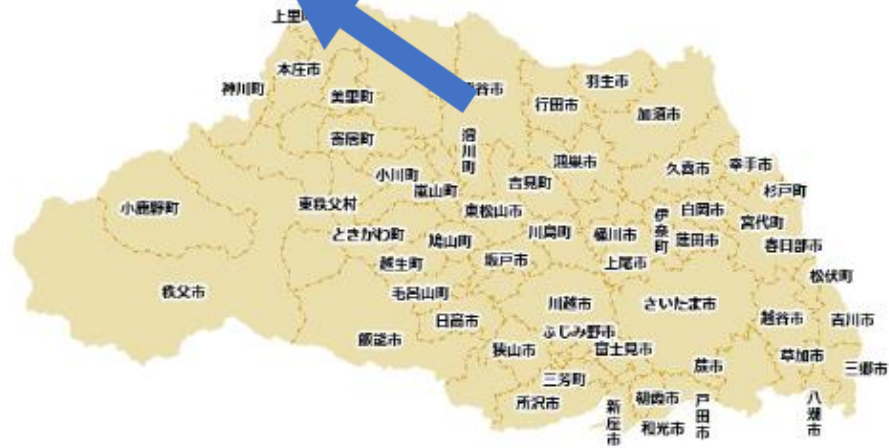 上里
本庄市
神川町
美里町
谷市
羽生市
行田市
加須市
寄居町
滑川町
鴻巣市
小川町
嵐山町
吉見町
久喜市
幸手市
杉戸町
小鹿野町
東秩父村
東松山市
白岡市
宮代町
伊奈町
ときがわ町
鳩山町
川島町
桶川市
蓮田市
春日部市
越生町
坂戸市
上尾市
松伏町
秩父市
毛呂山町
川越市
さいたま市
日高市
越谷市
吉川市
飯能市
ふじみ野市
狭山市
富士見市
蕨市
草加市
三郷市
三芳町
所沢市
新座市
朝霞市
和光市
戸田市
八潮市